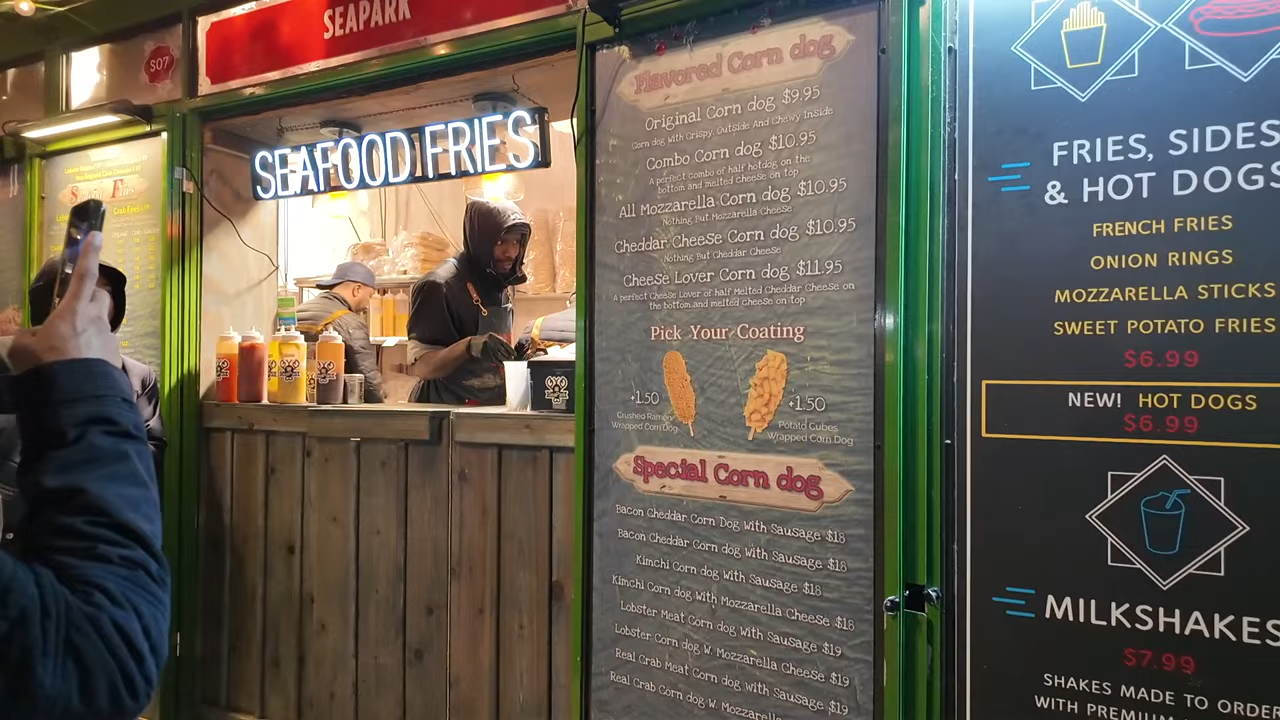 SEAPARK
S07
SEAFOOD FRIES
Flavored Corn dog
Original Corn dog $9.95
Corn dog with Crispy Outside And Chewy Inside
Combo Corn dog $10.95
A perfect combo of half hotdog on the
bottom and melted cheese on top
All Mozzarella Corn dog $10.95
Nothing But Mozzarella Cheese
Cheddar Cheese Corn dog $10.95
Nothing But Cheddar Cheese
Cheese Lover Corn dog $11.95
A perfect Cheese Lover of half Melted Cheddar Cheese on
the bottom and melted cheese on top
Pick Your Coating
+1.50
Crushed Ramen
Wrapped Corn Dog
+1.50
Potato Cubes
Wrapped Corn Dog
Special Corn dog
Bacon Cheddar Corn Dog with Sausage $18
Bacon Cheddar Corn dog with Sausage $18
Kimchi Corn dog with Sausage $18
Kimchi Corn dog with Mozzarella Cheese $18
Lobster Meat Corn dog with Sausage $19
Lobster Corn dog w. Mozzarella Cheese $19
Real Crab Meat Corn dog with Sausage $19
Real Crab Corn dog w. Mozzarella
FRIES, SIDES
& HOT DOGS
FRENCH FRIES
ONION RINGS
MOZZARELLA STICKS
SWEET POTATO FRIES
$6.99
NEW! HOT DOGS
$6.99
MILKSHAKES
$7.99
SHAKES MADE TO ORDER
WITH PREMIUM